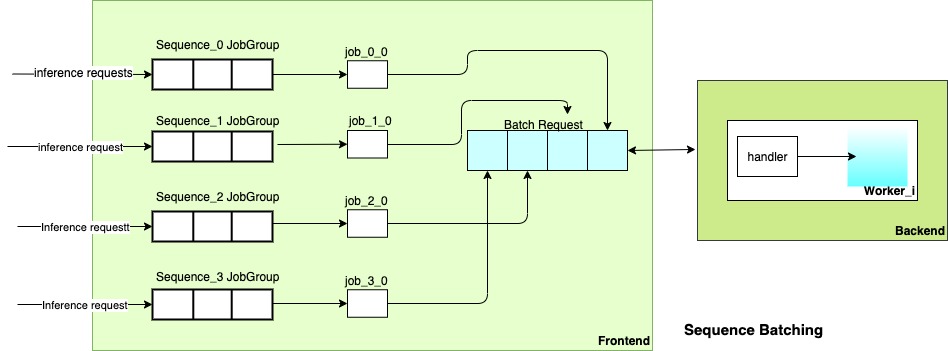 Sequence_0 JobGroup
job_0_0
inference requests
Sequence_1 JobGroup
job_1_0
Batch Request
inference request
handler
Worker_i
Sequence_2 JobGroup
job_2_0
Inference requestt
Backend
Sequence_3 JobGroup
job_3_0
Inference request
Sequence Batching
Frontend